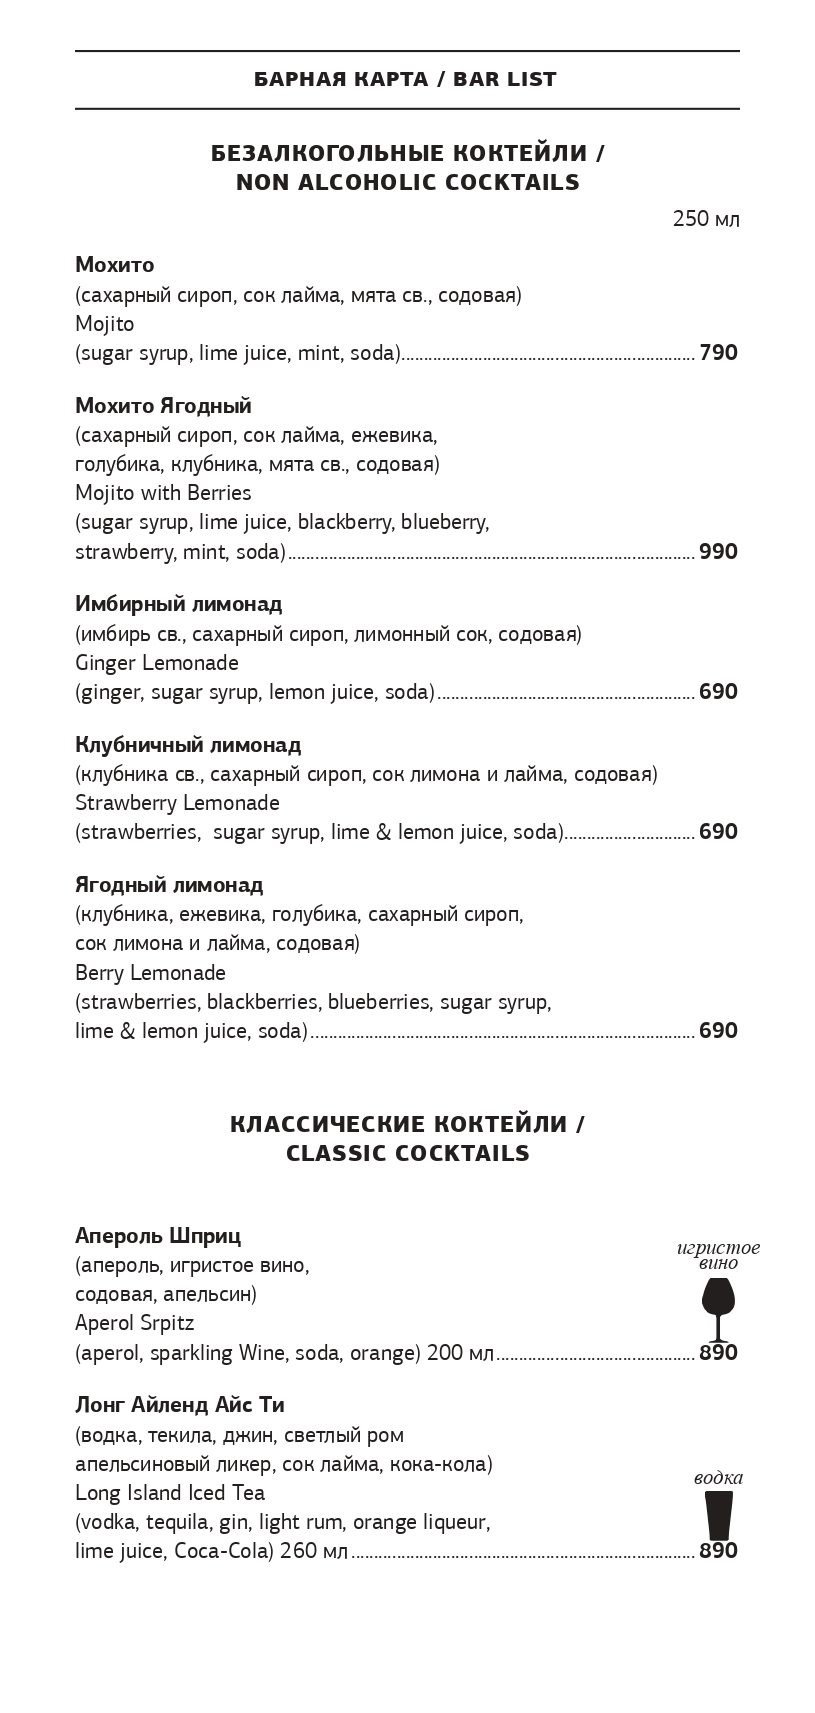 БАРНАЯ КАРТА / BAR LIST
БЕЗАЛКОГОЛЬНЫЕ КОКТЕЙЛИ /
NON ALCOHOLIC COCKTAILS
250 мл
Мохито
(сахарный сироп, сок лайма, мята св., содовая)
Mojito
(sugar syrup, lime juice, mint, soda)................................................................ 790
Мохито Ягодный
(сахарный сироп, сок лайма, ежевика,
голубика, клубника, мята св., содовая)
Mojito with Berries
(sugar syrup, lime juice, blackberry, blueberry,
strawberry, mint, soda)......................................................................................... 990
Имбирный лимонад
(имбирь св., сахарный сироп, лимонный сок, содовая)
Ginger Lemonade
(ginger, sugar syrup, lemon juice, soda)........................................................ 690
Клубничный лимонад
(клубника св., сахарный сироп, сок лимона и лайма, содовая)
Strawberry Lemonade
(strawberries,  sugar syrup, lime & lemon juice, soda)............................. 690
Ягодный лимонад
(клубника, ежевика, голубика, сахарный сироп,
сок лимона и лайма, содовая)
Berry Lemonade
(strawberries, blackberries, blueberries, sugar syrup,
lime & lemon juice, soda).................................................................................... 690
КЛАССИЧЕСКИЕ КОКТЕЙЛИ /
CLASSIC COCKTAILS
Апероль Шприц
игристое
вино
(апероль, игристое вино,
содовая, апельсин)
Aperol Srpitz
(aperol, sparkling Wine, soda, orange) 200 мл........................................... 890
Лонг Айленд Айс Ти
(водка, текила, джин, светлый ром
апельсиновый ликер, сок лайма, кока-кола)
водка
Long Island Iced Tea
(vodka, tequila, gin, light rum, orange liqueur,
lime juice, Coca-Cola) 260 мл........................................................................... 890